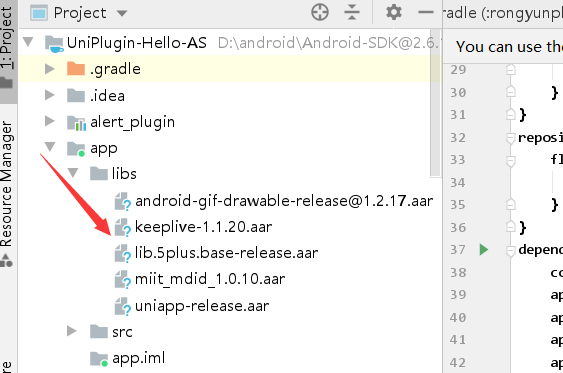 Project
radle (:rongyunpl
UniPlugin-Hello-AS D:\android\Android-SDK@2.6.
You can use the
.gradle
.idea
alert_plugin
app
libs
android-gif-drawable-release@1.2.17.aar
keeplive-1.1.20.aar
lib.5plus.base-release.aar
miit_mdid_1.0.10.aar
uniapp-release.aar
src
app.iml
1: Project
Resource Manager
29
30 }
31 }
32 reposi
33 fl
34
35 }
36 }
37 depend
38 co
39 ap
40 ap
41 ap
42 ap